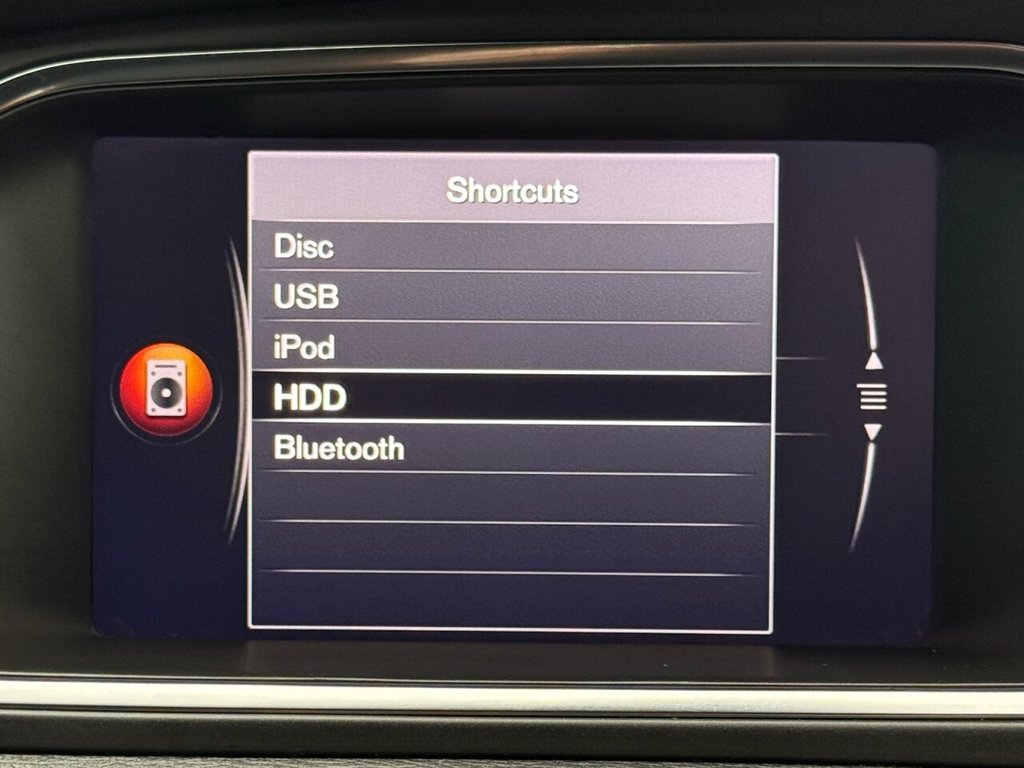 Shortcuts
Disc
USB
iPod
HDD
Bluetooth